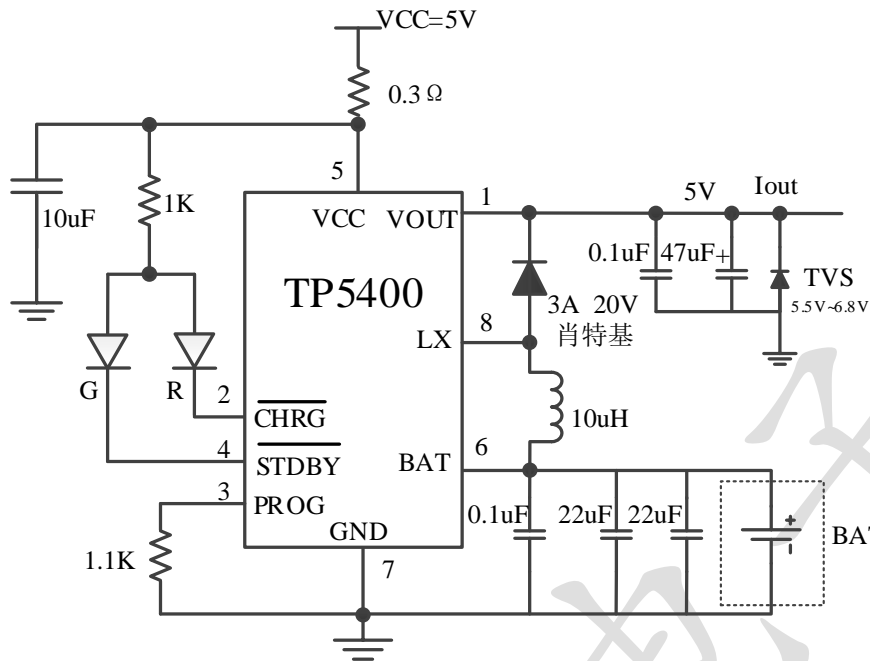 VCC=5V
0.3Ω
5
1
5V
Iout
10uF
1K
VCC
VOUT
0.1uF
47uF+
TVS
5.5V~6.8V
TP5400
3A 20V
肖特基
8
LX
G
R
2
CHRG
10uH
4
STDBY
BAT
6
3
PROG
0.1uF
22uF
22uF
+
BAT
GND
1.1K
7